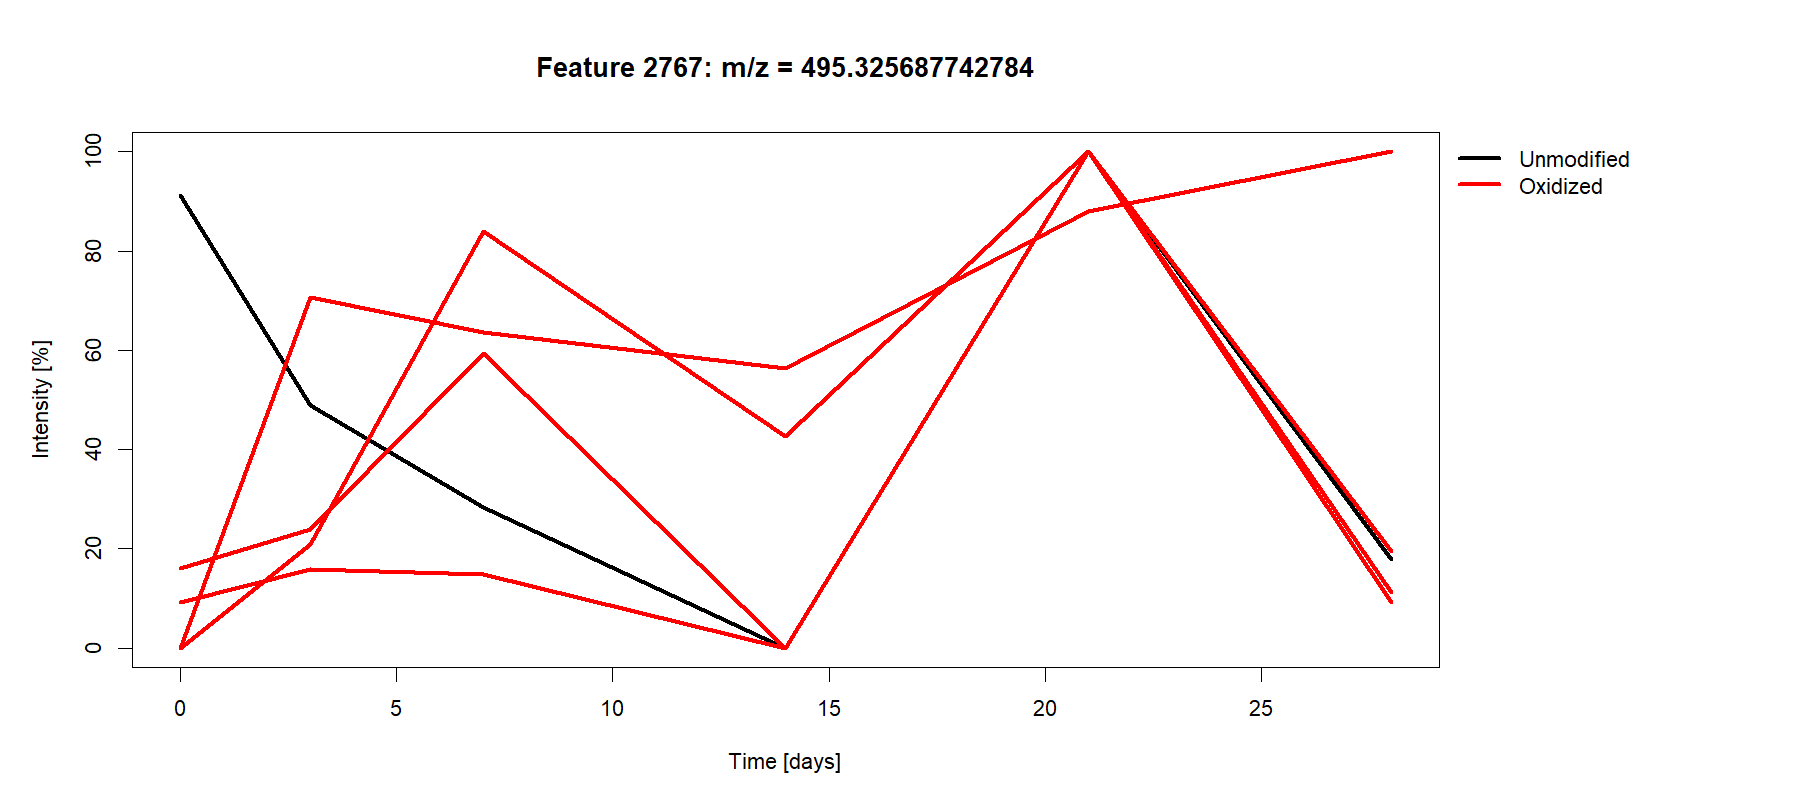 Feature 2767: m/z = 495.325687742784
Unmodified
Oxidized
100
80
60
40
20
0
Intensity [%]
0 5 10 15 20 25
Time [days]